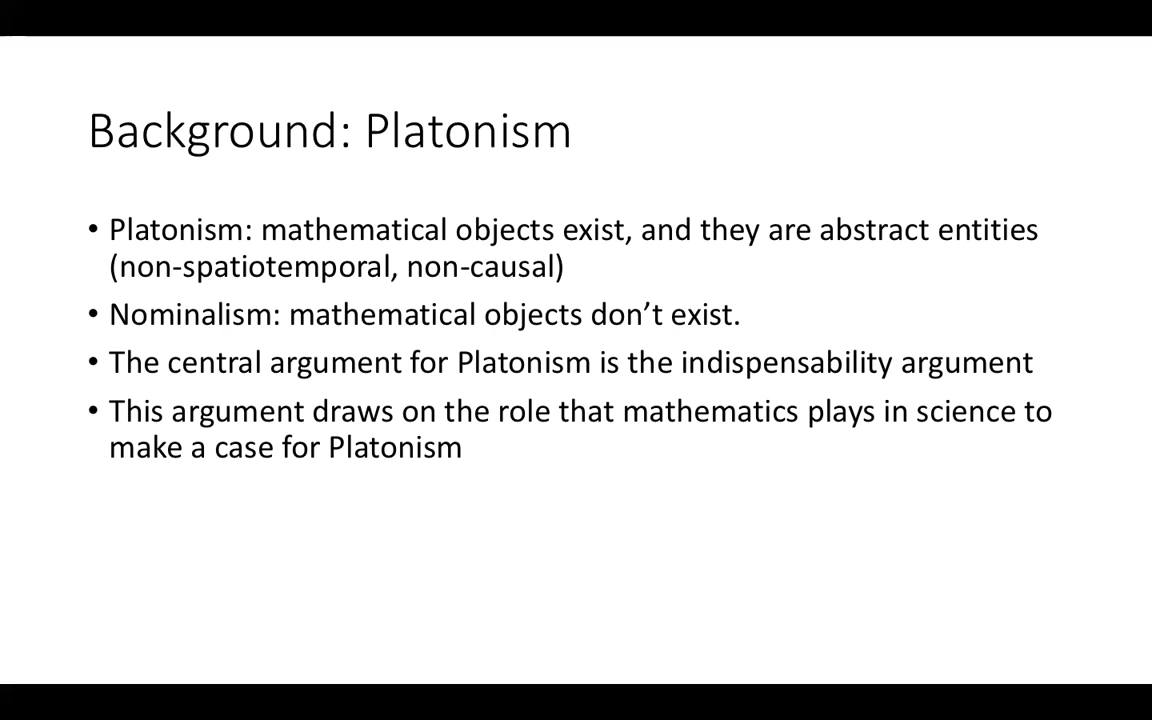 Background: Platonism
• Platonism: mathematical objects exist, and they are abstract entities
(non-spatiotemporal, non-causal)
• Nominalism: mathematical objects don’t exist.
• The central argument for Platonism is the indispensability argument
• This argument draws on the role that mathematics plays in science to
make a case for Platonism